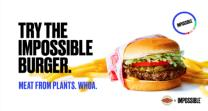 TRY THE
IMPOSSIBLE
BURGER.
MEAT FROM PLANTS. WHOA.
IMPOSSIBLE
IMPOSSIBLE